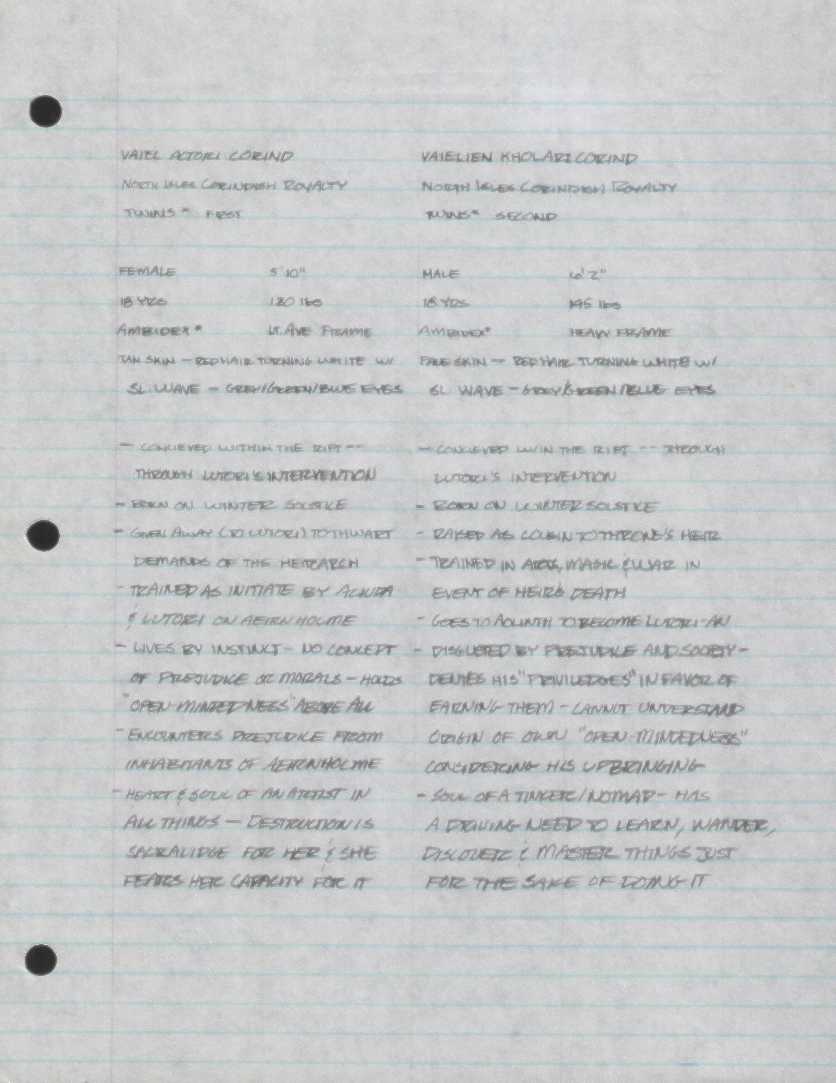 VAIEL ACTORI CORIND
NORTH ISLES CORINDISH ROYALTY
TWINS* FIRST
FEMALE 5'10"
18 YRS 130 lbs
AMBIDEX* LT. AVE FRAME
TAN SKIN – RED HAIR TURNING WHITE W/
SL. WAVE – GREY/GREEN/BLUE EYES
– CONCIEVED WITHIN THE RIFT --
THROUGH LUTORI'S INTERVENTION
– BORN ON WINTER SOLSTICE
– GIVEN AWAY (TO LUTORI) TO THWART
DEMANDS OF THE HEIRARCH
– TRAINED AS INITIATE BY
& LUTORI ON AEIRNHOLME
– LIVES BY INSTINCT – NO CONCEPT
OF PREJUDICE OR MORALS – HOLDS
"OPEN-MINDEDNESS" ABOVE ALL
– ENCOUNTERS PREJUDICE FROM
INHABITANTS OF AEIRNHOLME
– HEART & SOUL OF AN ARTIST IN
ALL THINGS – DESTRUCTION IS
SACRALIDGE FOR HER & SHE
FEARS HER CAPACITY FOR IT
VAIELIEN KHOLARI CORIND
NORTH ISLES CORINDISH ROYALTY
TWINS* SECOND
MALE 6'2"
18 YRS 195 lbs
AMBIDEX* HEAVY FRAME
PALE SKIN – RED HAIR TURNING WHITE W/
SL. WAVE – GREY/GREEN/BLUE EYES
– CONCIEVED W/IN THE RIFT -- THROUGH
LUTORI'S INTERVENTION
– BORN ON WINTER SOLSTICE
– RAISED AS COUSIN TO THRONE'S HEIR
– TRAINED IN ARTS, MAGIC & WAR IN
EVENT OF HEIR'S DEATH
– GOES TO TO BECOME LUTORI-AN
– DISGUSTED BY PREJUDICE AND SOCIETY –
DENIES HIS "PRIVILEDGES" IN FAVOR OF
EARNING THEM – CANNOT UNDERSTAND
ORIGIN OF OWN "OPEN-MINDEDNESS"
CONSIDERING HIS UPBRINGING
– SOUL OF A TINKER/NOMAD – HAS
A DRIVING NEED TO LEARN, WANDER,
DISCOVER & MASTER THINGS JUST
FOR THE SAKE OF DOING IT